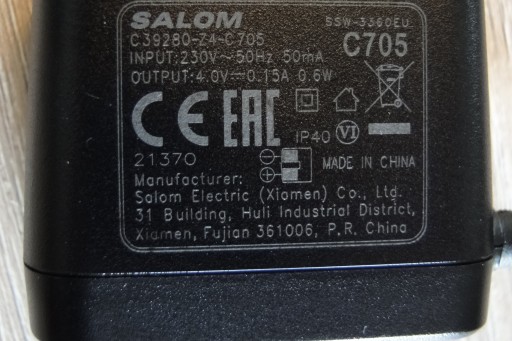 SALOM
SSW-3360EU
C39280-Z4-C705
C705
INPUT:230V~50Hz 50mA
OUTPUT:4.0V⎓0.15A 0.6W
CE EAC
IP40 VI
21370
MADE IN CHINA
Manufacturer:
Salom Electric (Xiamen) Co., Ltd.
31 Building, Huli Industrial District,
Xiamen, Fujian 361006, P.R. China